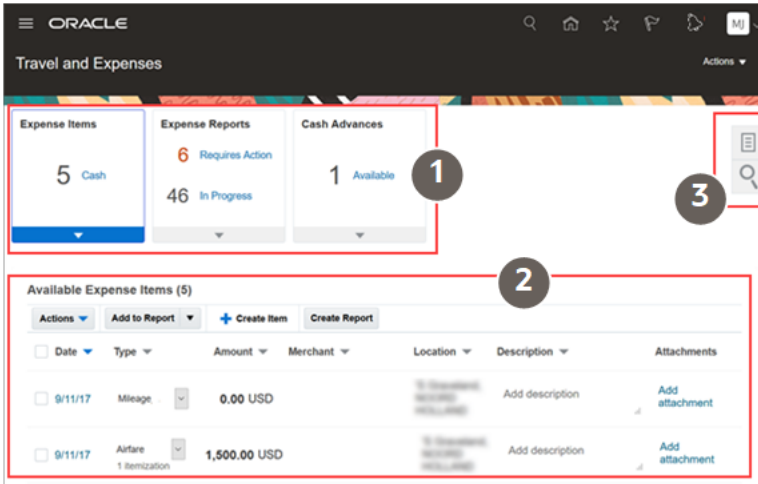 ORACLE
MJ
Travel and Expenses
Actions
Expense Items
Expense Reports
Cash Advances
5 Cash
6 Requires Action
46 In Progress
1 Available
1
3
2
Available Expense Items (5)
Actions
Add to Report
Create Item
Create Report
Date
Type
Amount
Merchant
Location
Description
Attachments
9/11/17
Mileage
0.00 USD
Add description
Add
attachment
9/11/17
Airfare
1 itemization
1,500.00 USD
Add description
Add
attachment